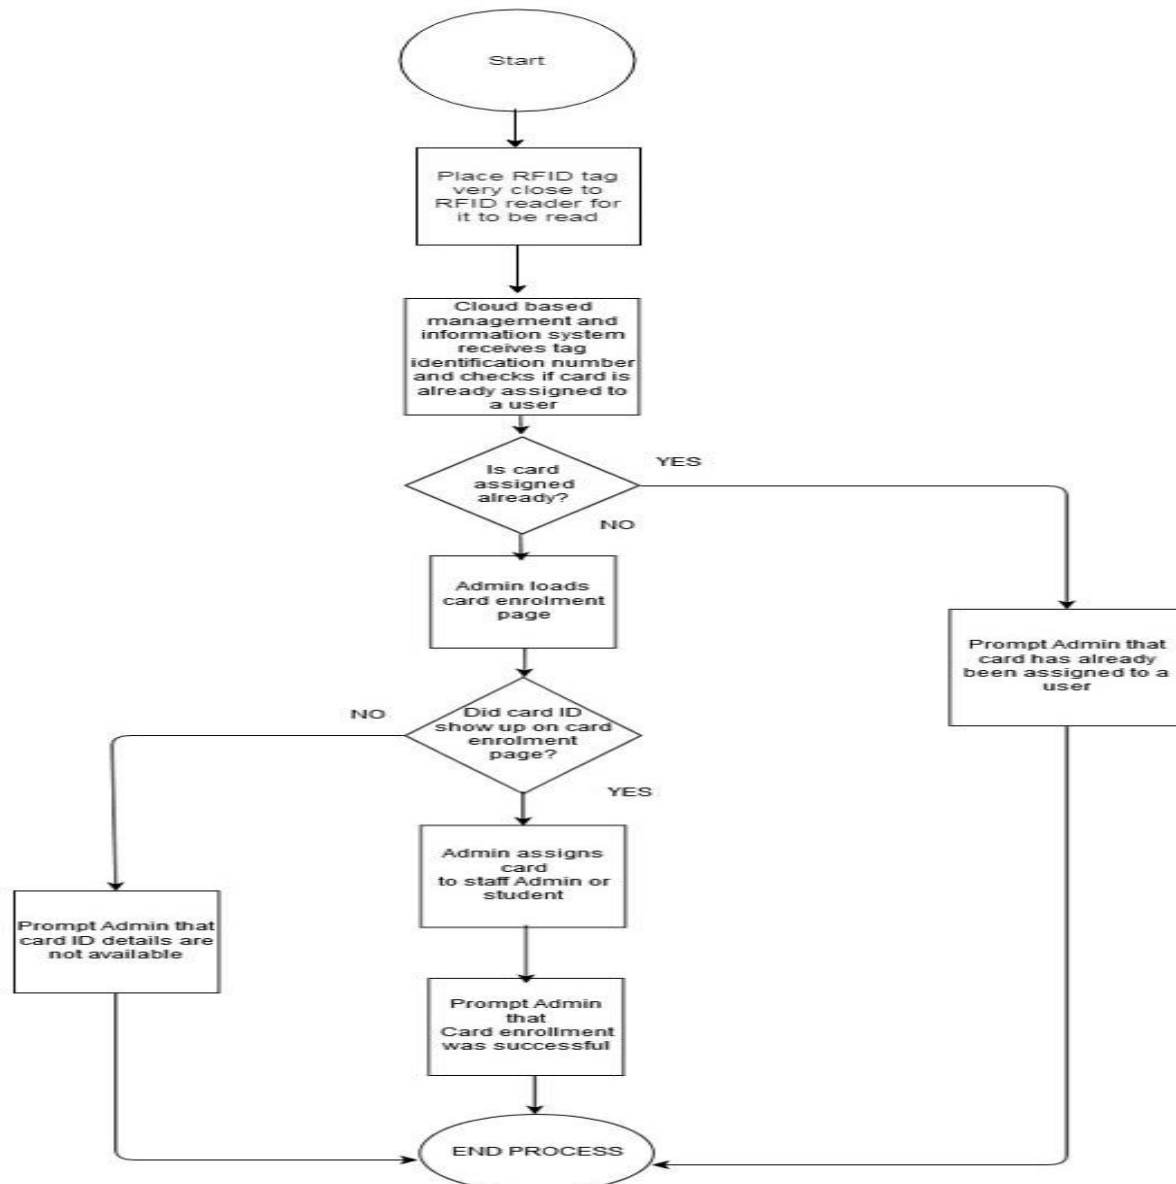 Start
Place RFID tag
very close to
RFID reader for
it to be read
Cloud based
management and
information system
receives tag
identification number
and checks if card is
already assigned to
a user
Is card
assigned
already?
YES
NO
Admin loads
card enrolment
page
Prompt Admin that
card has already
been assigned to a
user
Did card ID
show up on card
enrolment
page?
NO
YES
Admin assigns
card
to staff Admin or
student
Prompt Admin that
card ID details are
not available
Prompt Admin
that
Card enrollment
was successful
END PROCESS